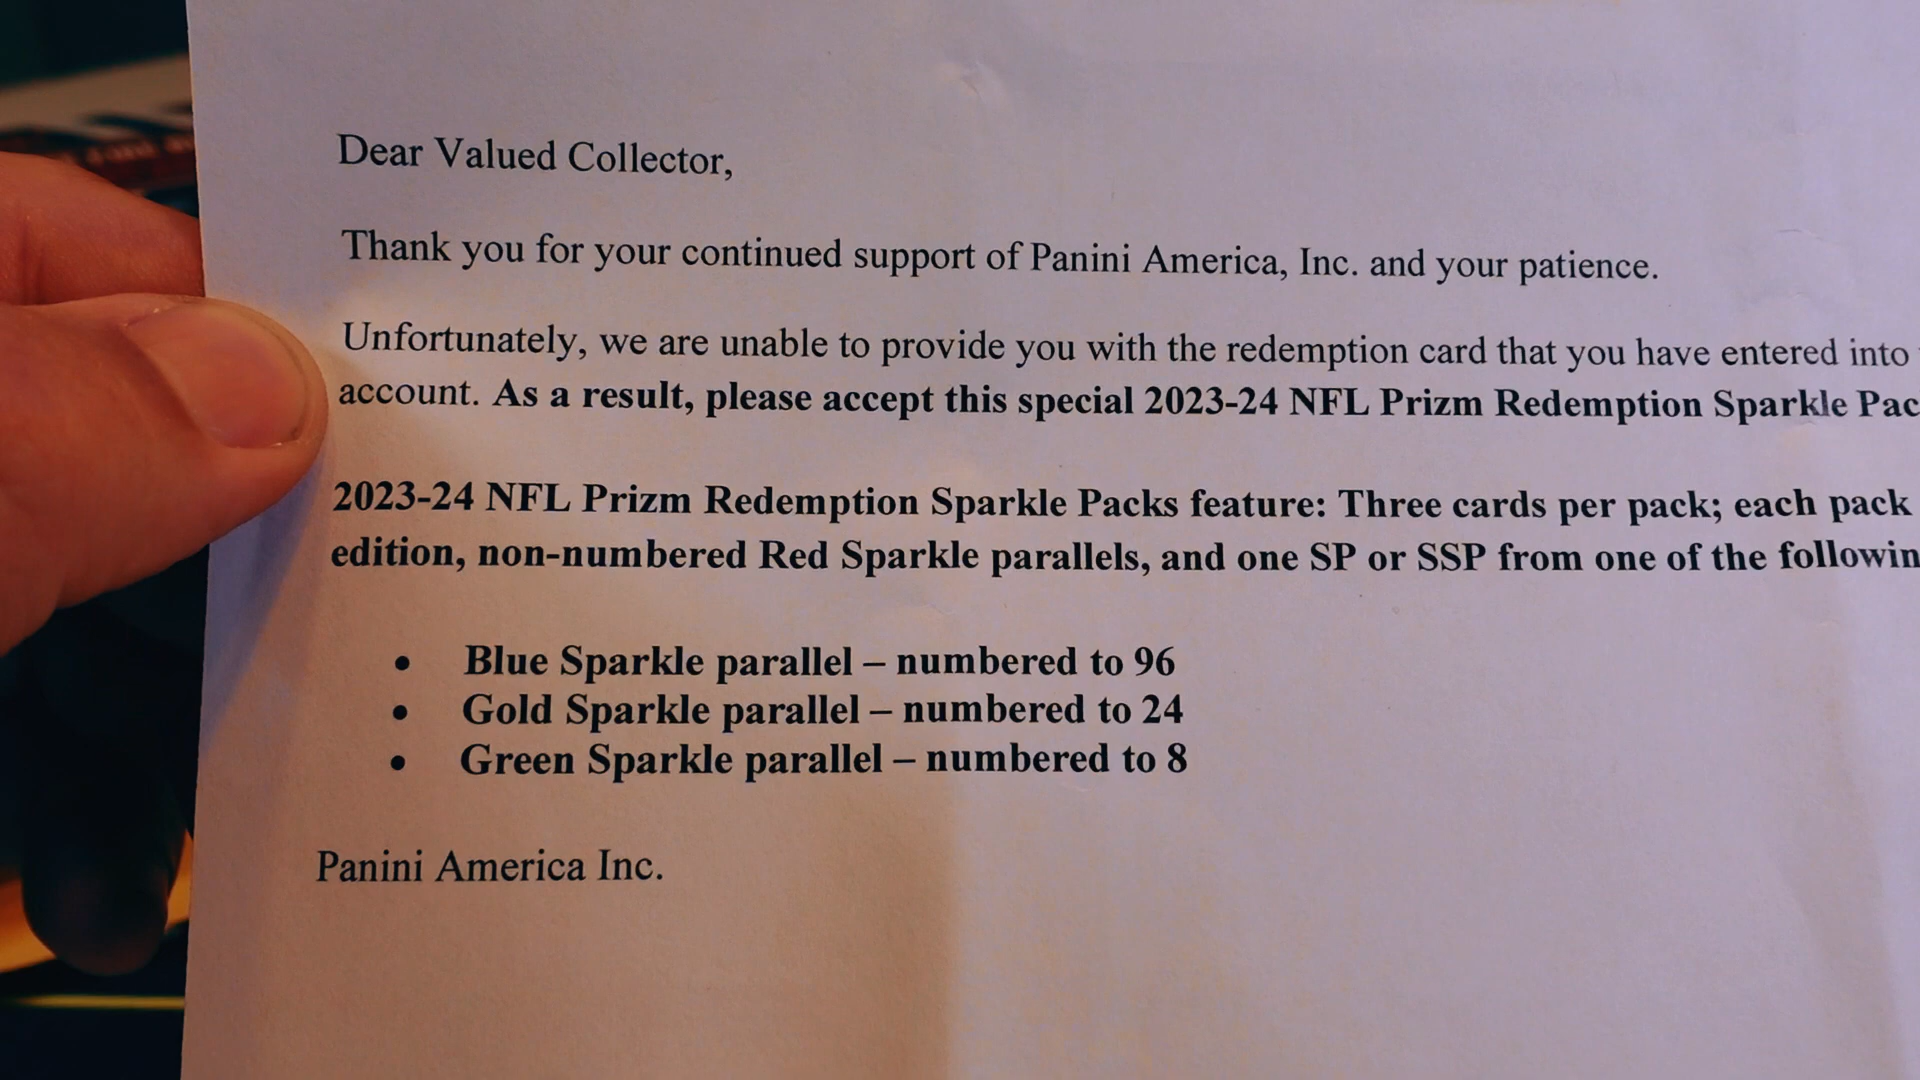 Dear Valued Collector,
Thank you for your continued support of Panini America, Inc. and your patience.
Unfortunately, we are unable to provide you with the redemption card that you have entered into
account. As a result, please accept this special 2023-24 NFL Prizm Redemption Sparkle Pac
2023-24 NFL Prizm Redemption Sparkle Packs feature: Three cards per pack; each pack
edition, non-numbered Red Sparkle parallels, and one SP or SSP from one of the followin
• Blue Sparkle parallel – numbered to 96
• Gold Sparkle parallel – numbered to 24
• Green Sparkle parallel – numbered to 8
Panini America Inc.